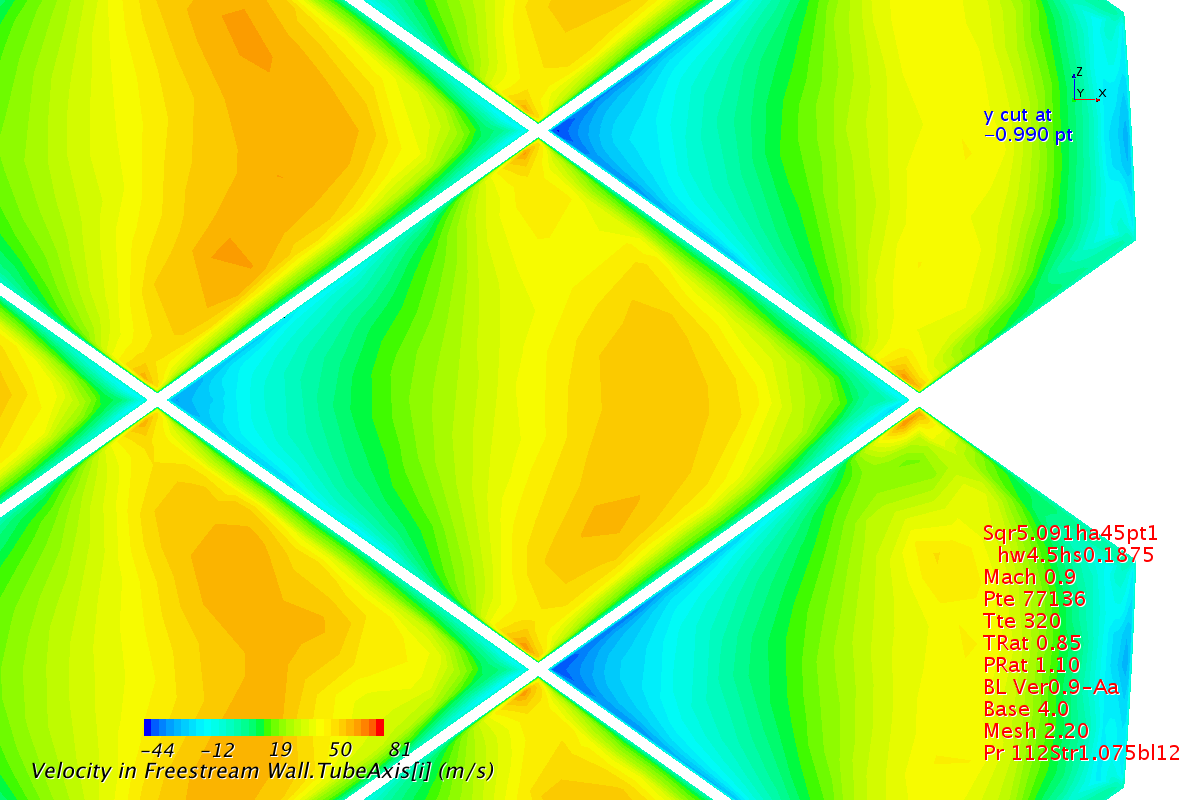 Z
Y X
y cut at
−0.990 pt
Sqr5.091ha45pt1
hw4.5hs0.1875
Mach 0.9
Pte 77136
Tte 320
TRat 0.85
PRat 1.10
BL Ver0.9−Aa
Base 4.0
Mesh 2.20
Pr 112Str1.075bl12
−44 −12 19 50 81
Velocity in Freestream Wall.TubeAxis[i] (m/s)